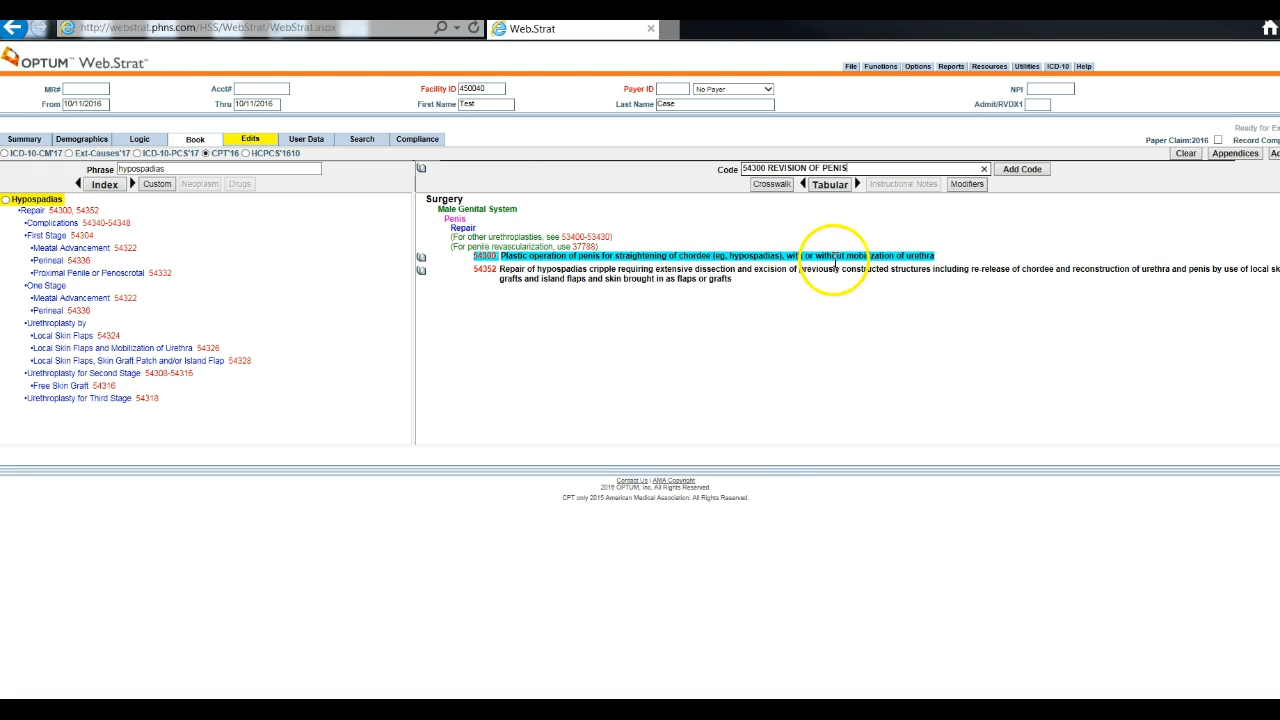 http://webstrat.phns.com/HSS/WebStrat/WebStrat.aspx
Web.Strat
OPTUM™ Web.Strat™
File Functions Options Reports Resources Utilities ICD-10 Help
MR# Acct# Facility ID 450040 Payer ID No Payer NPI
From 10/11/2016 Thru 10/11/2016 First Name Test Last Name Case Admit/RVDX1
Ready for Ex
Summary Demographics Logic Book Edits User Data Search Compliance
Paper Claim:2016 Record Comp
ICD-10-CM'17 Ext-Causes'17 ICD-10-PCS'17 CPT'16 HCPCS'1610
Clear Appendices Ac
Phrase hypospadias
Code 54300 REVISION OF PENIS Add Code
Index Custom Neoplasm Drugs
Crosswalk Tabular Instructional Notes Modifiers
Hypospadias
•Repair 54300, 54352
•Complications 54340-54348
•First Stage 54304
•Meatal Advancement 54322
•Perineal 54336
•Proximal Penile or Penoscrotal 54332
•One Stage
•Meatal Advancement 54322
•Perineal 54336
•Urethroplasty by
•Local Skin Flaps 54324
•Local Skin Flaps and Mobilization of Urethra 54326
•Local Skin Flaps, Skin Graft Patch and/or Island Flap 54328
•Urethroplasty for Second Stage 54308-54316
•Free Skin Graft 54316
•Urethroplasty for Third Stage 54318
Surgery
Male Genital System
Penis
Repair
(For other urethroplasties, see 53400-53430)
(For penile revascularization, use 37788)
54300 Plastic operation of penis for straightening of chordee (eg, hypospadias), with or without mobilization of urethra
54352 Repair of hypospadias cripple requiring extensive dissection and excision of previously constructed structures including re-release of chordee and reconstruction of urethra and penis by use of local sk
grafts and island flaps and skin brought in as flaps or grafts
Contact Us | AMA Copyright
2016 OPTUM, Inc. All Rights Reserved.
CPT only 2015 American Medical Association. All Rights Reserved.